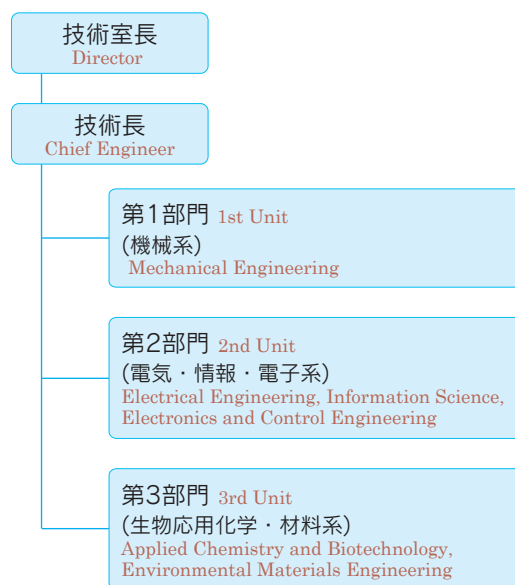 技術室長
Director
技術長
Chief Engineer
第1部門 1st Unit
(機械系)
Mechanical Engineering
第2部門 2nd Unit
(電気・情報・電子系)
Electrical Engineering, Information Science,
Electronics and Control Engineering
第3部門 3rd Unit
(生物応用化学・材料系)
Applied Chemistry and Biotechnology,
Environmental Materials Engineering